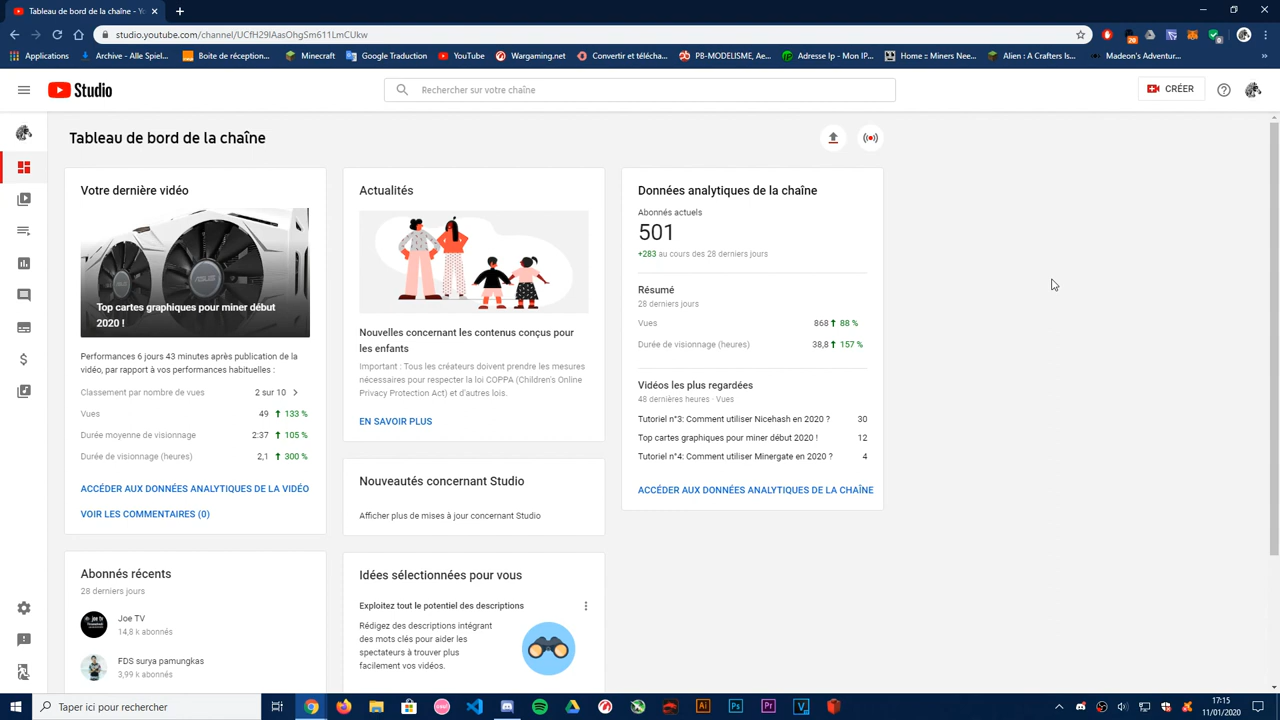 Tableau de bord de la chaîne - Yo
studio.youtube.com/channel/UCfH29IAasOhgSm611LmCUkw
Applications
Archive - Alle Spiel...
Boite de réception...
Minecraft
Google Traduction
YouTube
Wargaming.net
Convertir et télécha...
PB-MODELISME, Ac...
Adresse Ip - Mon IP...
Home :: Miners Nee...
Alien : A Crafters Is...
Madeon's Adventur...
»
Studio
Rechercher sur votre chaîne
CRÉER
Tableau de bord de la chaîne
Votre dernière vidéo
ASUS
Top cartes graphiques pour miner début
2020 !
Performances 6 jours 43 minutes après publication de la
vidéo, par rapport à vos performances habituelles :
Classement par nombre de vues 2 sur 10
Vues 49 133 %
Durée moyenne de visionnage 2:37 105 %
Durée de visionnage (heures) 2,1 300 %
ACCÉDER AUX DONNÉES ANALYTIQUES DE LA VIDÉO
VOIR LES COMMENTAIRES (0)
Abonnés récents
28 derniers jours
Joe TV
14,8 k abonnés
FDS surya pamungkas
3,99 k abonnés
Actualités
Nouvelles concernant les contenus conçus pour
les enfants
Important : Tous les créateurs doivent prendre les mesures
nécessaires pour respecter la loi COPPA (Children's Online
Privacy Protection Act) et d'autres lois.
EN SAVOIR PLUS
Nouveautés concernant Studio
Afficher plus de mises à jour concernant Studio
Idées sélectionnées pour vous
Exploitez tout le potentiel des descriptions
Rédigez des descriptions intégrant
des mots clés pour aider les
spectateurs à trouver plus
facilement vos vidéos.
Données analytiques de la chaîne
Abonnés actuels
501
+283 au cours des 28 derniers jours
Résumé
28 derniers jours
Vues 868 88 %
Durée de visionnage (heures) 38,8 157 %
Vidéos les plus regardées
48 dernières heures · Vues
Tutoriel n°3: Comment utiliser Nicehash en 2020 ? 30
Top cartes graphiques pour miner début 2020 ! 12
Tutoriel n°4: Comment utiliser Minergate en 2020 ? 4
ACCÉDER AUX DONNÉES ANALYTIQUES DE LA CHAÎNE
Taper ici pour rechercher
osu!
Ai
Ps
Pr
17:15
11/01/2020